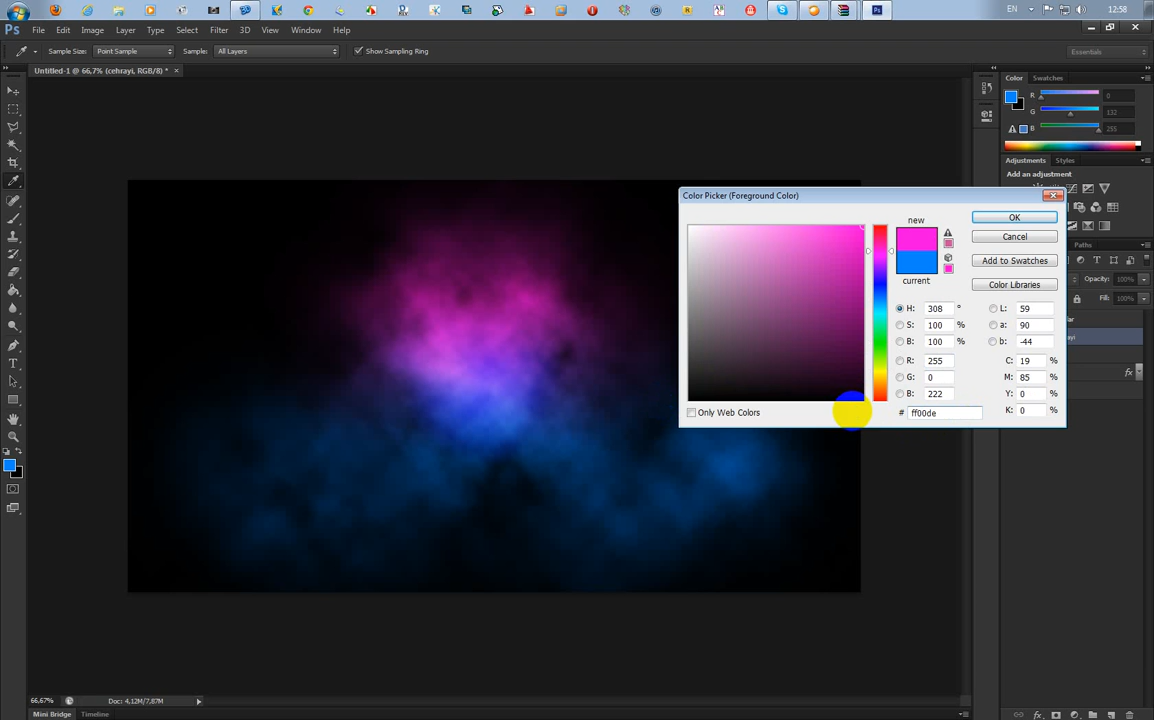 EN
12:58
Ps File Edit Image Layer Type Select Filter 3D View Window Help
Sample Size: Point Sample Sample: All Layers Show Sampling Ring Essentials
Untitled-1 @ 66,7% (cehrayi, RGB/8) * ×
Color Swatches
R 0
G 132
B 255
Adjustments Styles
Add an adjustment
Paths
Opacity: 100%
Fill: 100%
fx
Color Picker (Foreground Color)
new
current
OK
Cancel
Add to Swatches
Color Libraries
H: 308 ° L: 59
S: 100 % a: 90
B: 100 % b: -44
R: 255 C: 19 %
G: 0 M: 85 %
B: 222 Y: 0 %
# ff00de K: 0 %
Only Web Colors
66,67% Doc: 4,12M/7,87M
Mini Bridge Timeline